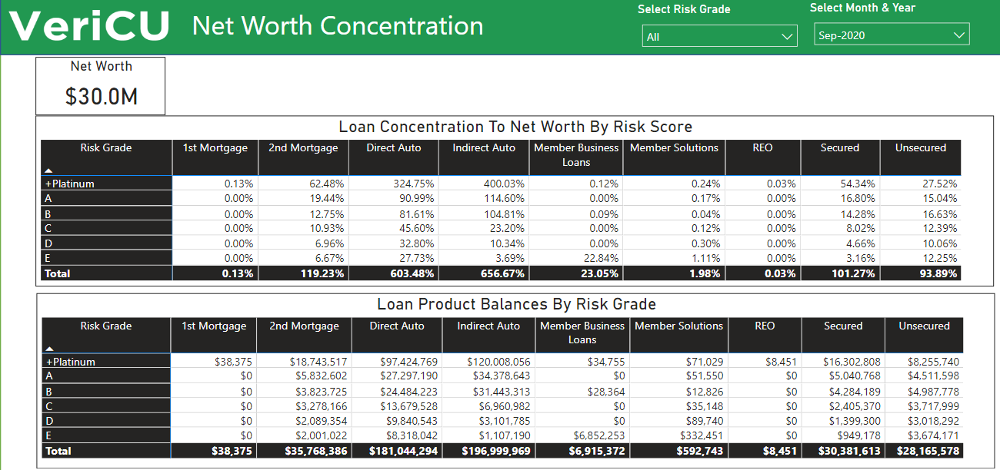 VeriCU Net Worth Concentration
Select Risk Grade
All
Select Month & Year
Sep-2020
Net Worth
$30.0M
Loan Concentration To Net Worth By Risk Score
Risk Grade 1st Mortgage 2nd Mortgage Direct Auto Indirect Auto Member Business Loans Member Solutions REO Secured Unsecured
+Platinum 0.13% 62.48% 324.75% 400.03% 0.12% 0.24% 0.03% 54.34% 27.52%
A 0.00% 19.44% 90.99% 114.60% 0.00% 0.17% 0.00% 16.80% 15.04%
B 0.00% 12.75% 81.61% 104.81% 0.09% 0.04% 0.00% 14.28% 16.63%
C 0.00% 10.93% 45.60% 23.20% 0.00% 0.12% 0.00% 8.02% 12.39%
D 0.00% 6.96% 32.80% 10.34% 0.00% 0.30% 0.00% 4.66% 10.06%
E 0.00% 6.67% 27.73% 3.69% 22.84% 1.11% 0.00% 3.16% 12.25%
Total 0.13% 119.23% 603.48% 656.67% 23.05% 1.98% 0.03% 101.27% 93.89%
Loan Product Balances By Risk Grade
Risk Grade 1st Mortgage 2nd Mortgage Direct Auto Indirect Auto Member Business Loans Member Solutions REO Secured Unsecured
+Platinum $38,375 $18,743,517 $97,424,769 $120,008,056 $34,755 $71,029 $8,451 $16,302,808 $8,255,740
A $0 $5,832,602 $27,297,190 $34,378,643 $0 $51,550 $0 $5,040,768 $4,511,598
B $0 $3,823,725 $24,484,223 $31,443,313 $28,364 $12,826 $0 $4,284,189 $4,987,778
C $0 $3,278,166 $13,679,528 $6,960,982 $0 $35,148 $0 $2,405,370 $3,717,999
D $0 $2,089,354 $9,840,543 $3,101,785 $0 $89,740 $0 $1,399,300 $3,018,292
E $0 $2,001,022 $8,318,042 $1,107,190 $6,852,253 $332,451 $0 $949,178 $3,674,171
Total $38,375 $35,768,386 $181,044,294 $196,999,969 $6,915,372 $592,743 $8,451 $30,381,613 $28,165,578